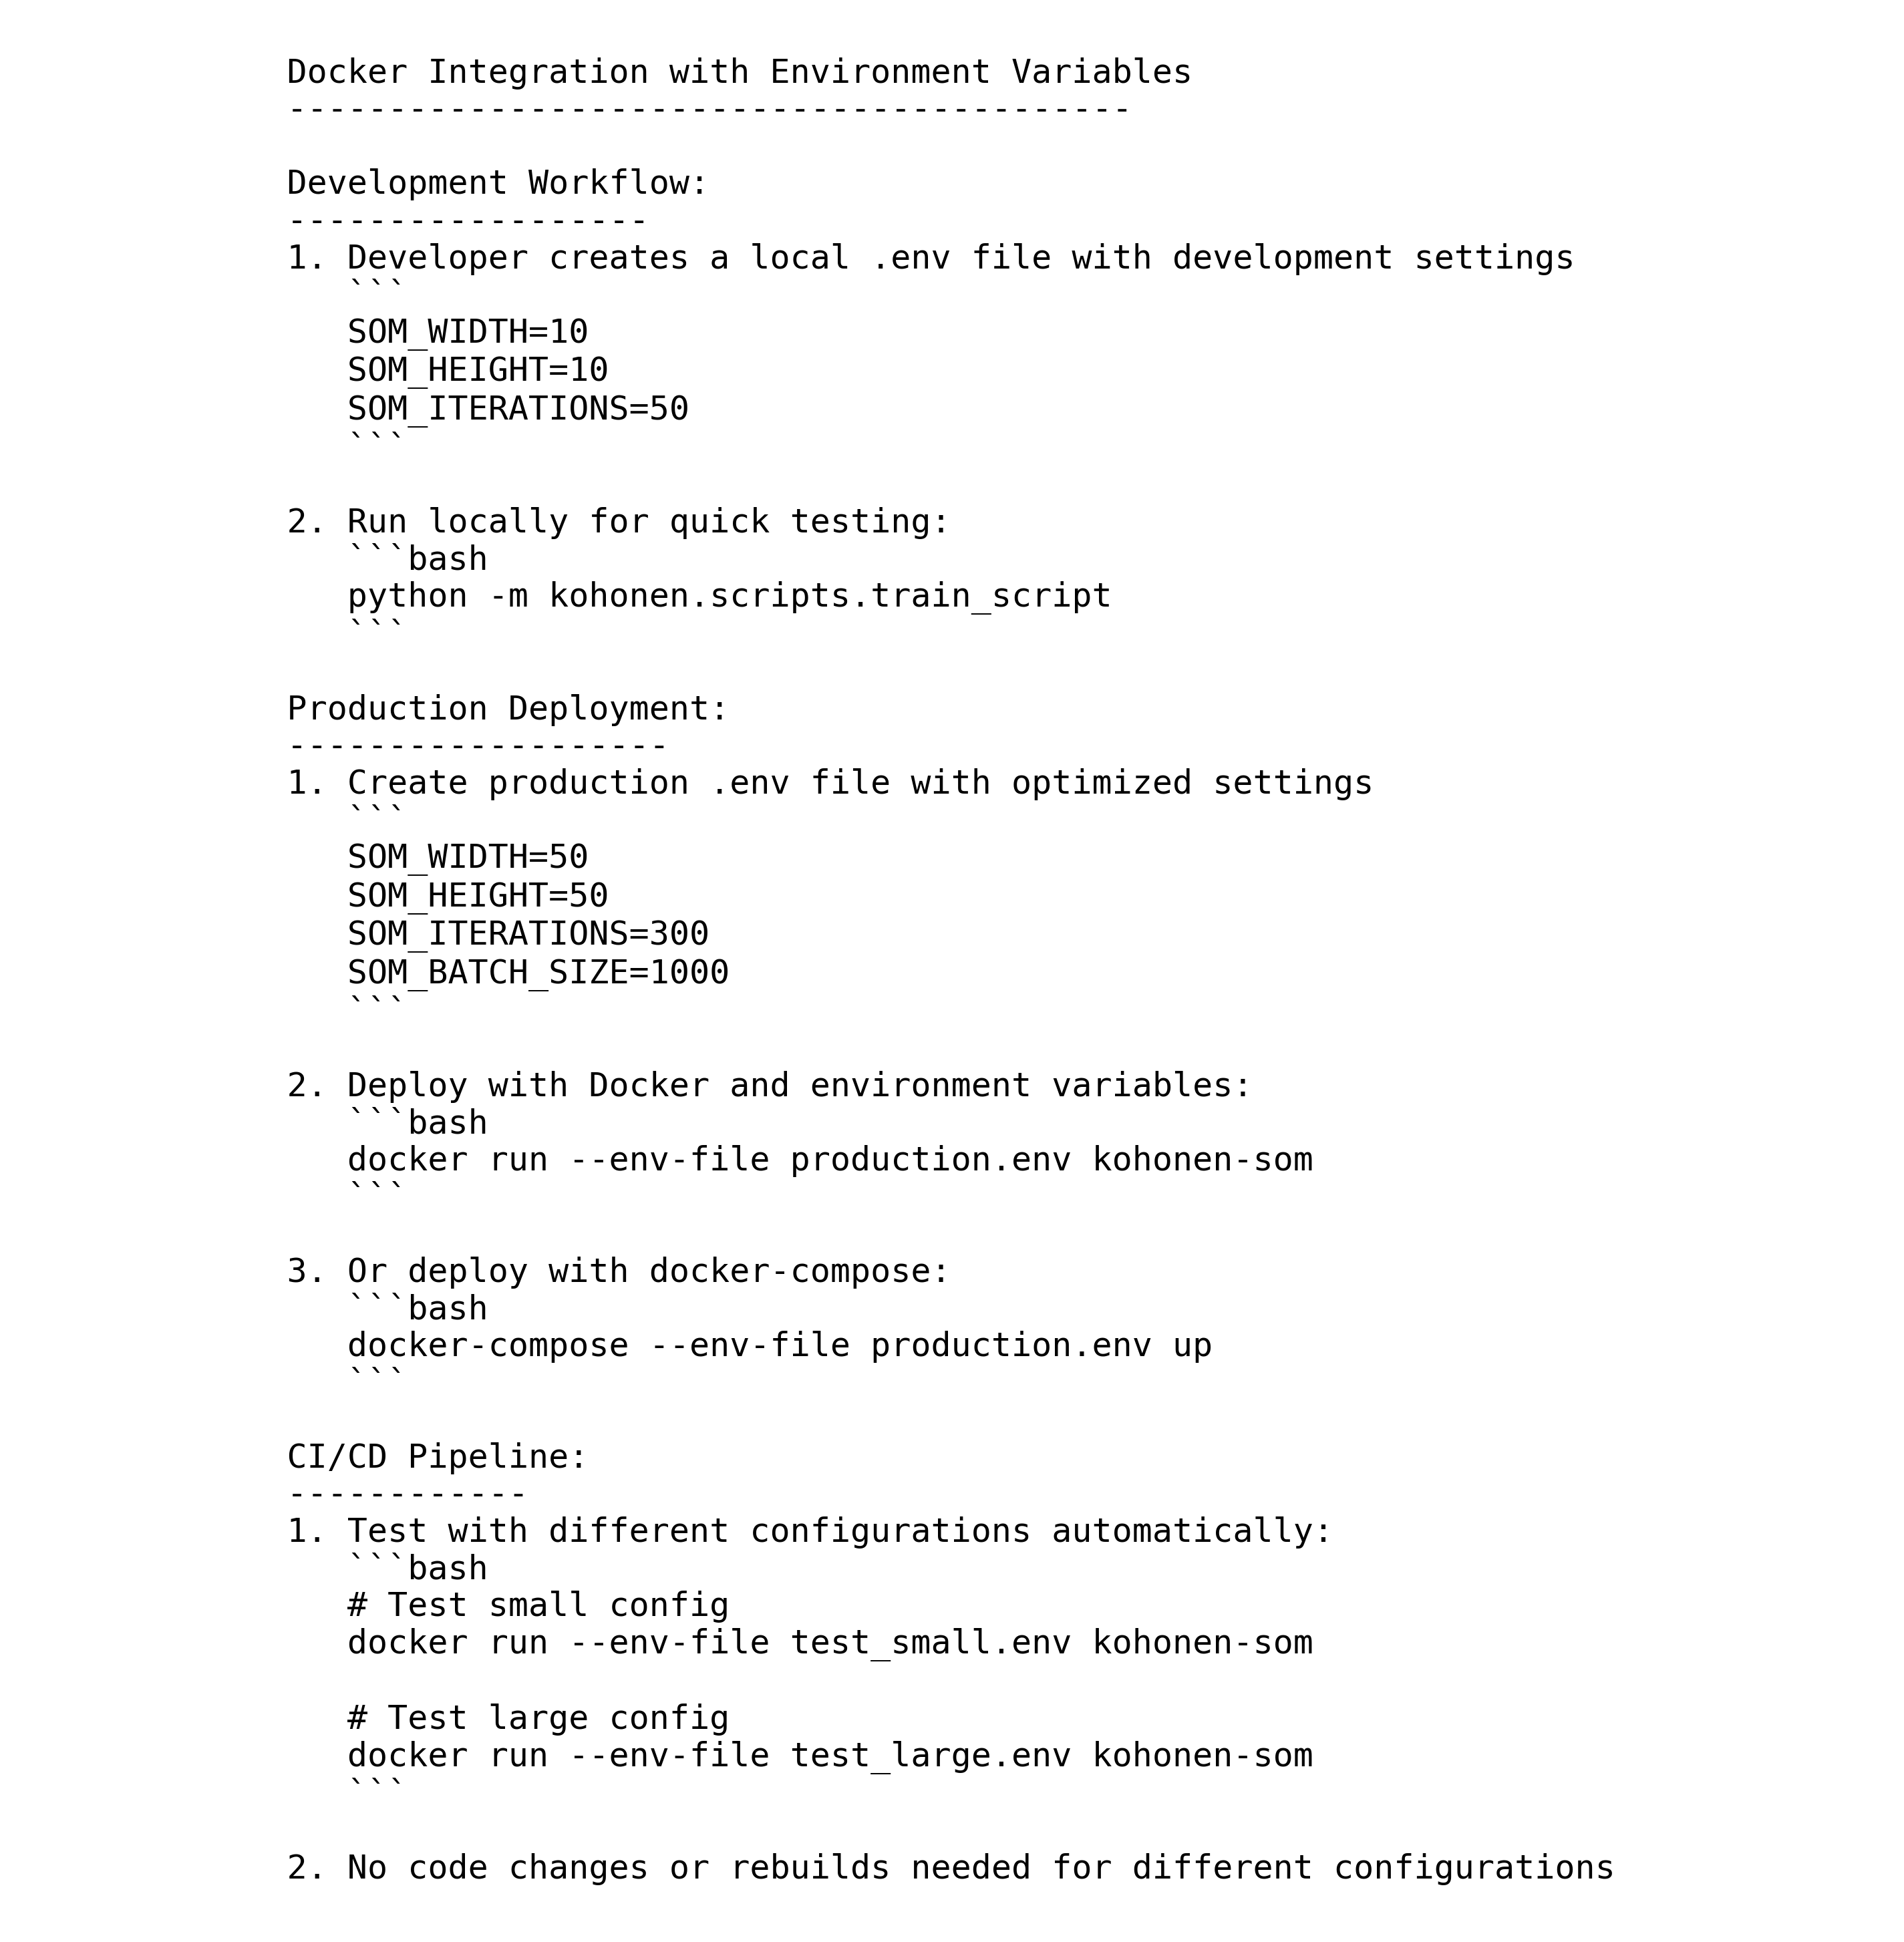 Docker Integration with Environment Variables
------------------------------------------
Development Workflow:
------------------
1. Developer creates a local .env file with development settings
   ```
   SOM_WIDTH=10
   SOM_HEIGHT=10
   SOM_ITERATIONS=50
   ```
2. Run locally for quick testing:
   ```bash
   python -m kohonen.scripts.train_script
   ```
Production Deployment:
-------------------
1. Create production .env file with optimized settings
   ```
   SOM_WIDTH=50
   SOM_HEIGHT=50
   SOM_ITERATIONS=300
   SOM_BATCH_SIZE=1000
   ```
2. Deploy with Docker and environment variables:
   ```bash
   docker run --env-file production.env kohonen-som
   ```
3. Or deploy with docker-compose:
   ```bash
   docker-compose --env-file production.env up
   ```
CI/CD Pipeline:
------------
1. Test with different configurations automatically:
   ```bash
   # Test small config
   docker run --env-file test_small.env kohonen-som
   # Test large config
   docker run --env-file test_large.env kohonen-som
   ```
2. No code changes or rebuilds needed for different configurations